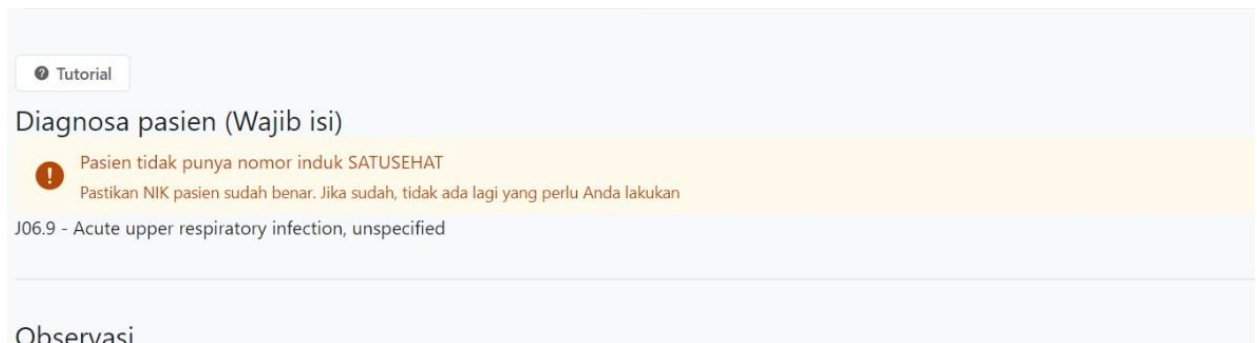 Tutorial
Diagnosa pasien (Wajib isi)
Pasien tidak punya nomor induk SATUSEHAT
Pastikan NIK pasien sudah benar. Jika sudah, tidak ada lagi yang perlu Anda lakukan
J06.9 - Acute upper respiratory infection, unspecified
Observasi